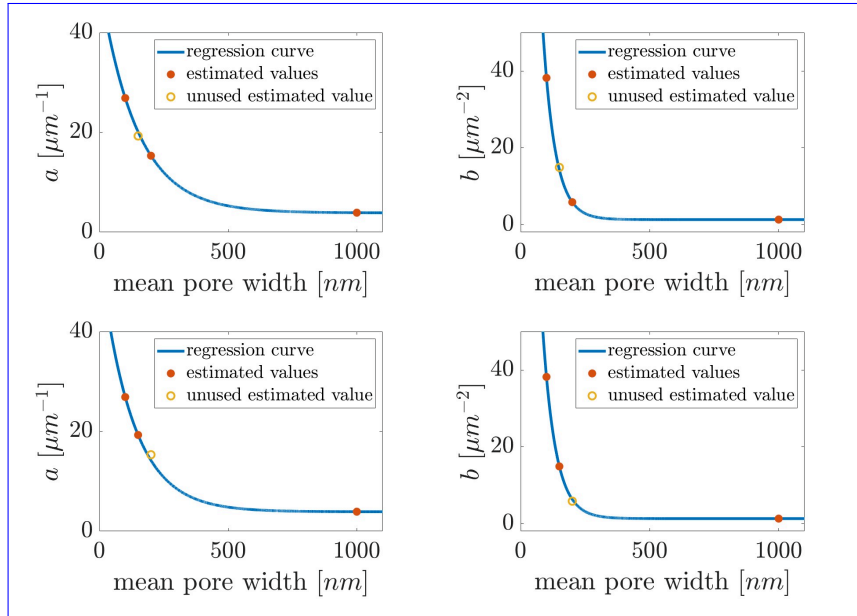 40
20
0
a [μm⁻¹]
regression curve
estimated values
unused estimated value
0
500
1000
mean pore width [nm]
40
20
0
b [μm⁻²]
regression curve
estimated values
unused estimated value
0
500
1000
mean pore width [nm]
40
20
0
a [μm⁻¹]
regression curve
estimated values
unused estimated value
0
500
1000
mean pore width [nm]
40
20
0
b [μm⁻²]
regression curve
estimated values
unused estimated value
0
500
1000
mean pore width [nm]